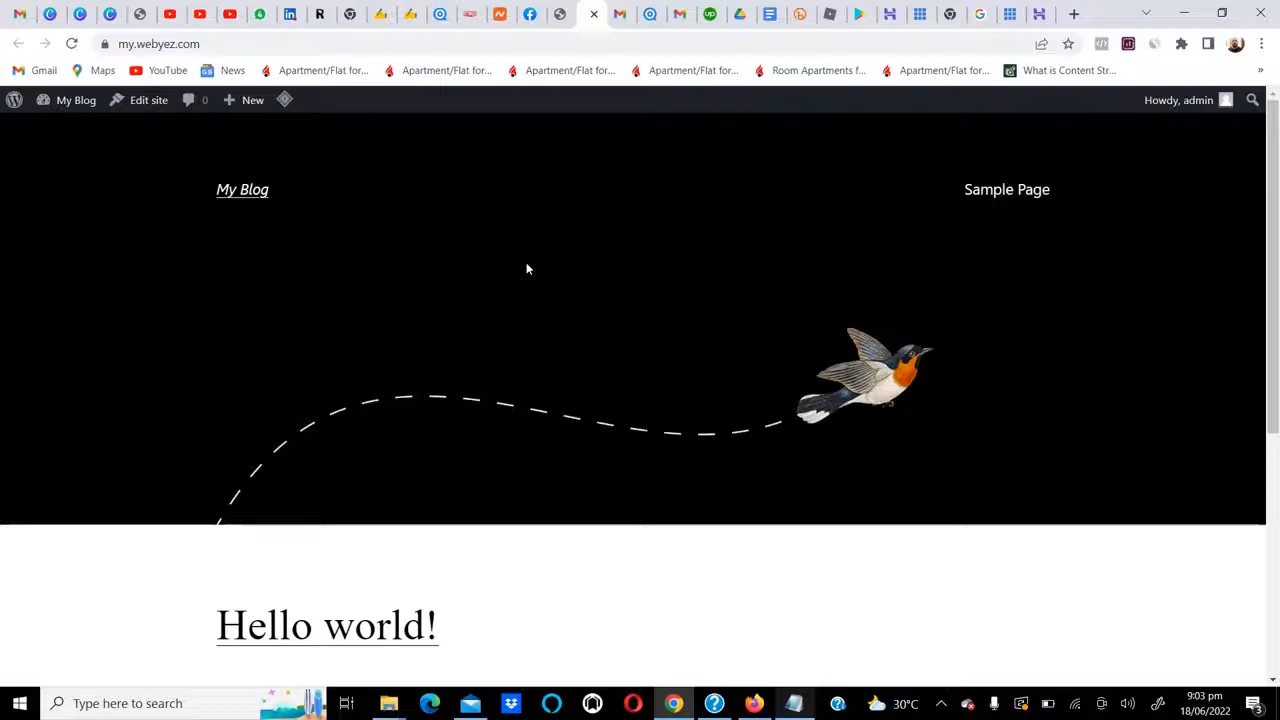 my.webyez.com
Gmail
Maps
YouTube
News
Apartment/Flat for...
Apartment/Flat for...
Apartment/Flat for...
Apartment/Flat for...
Room Apartments f...
Apartment/Flat for...
What is Content Str...
»
My Blog
Edit site
0
New
Howdy, admin
My Blog
Sample Page
Hello world!
Type here to search
30°C
9:03 pm
18/06/2022
3